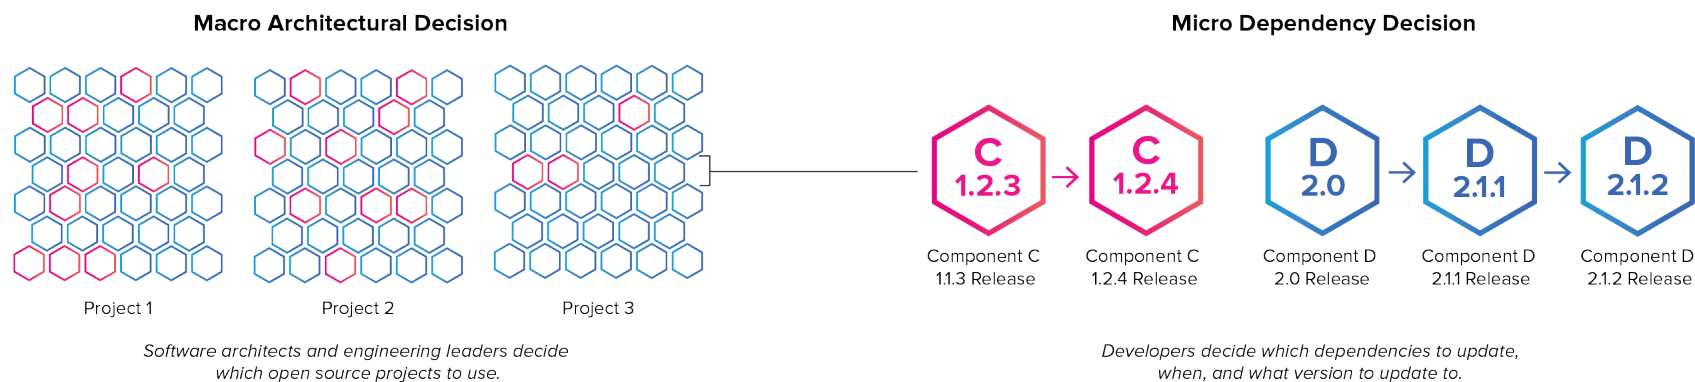 Macro Architectural Decision
Project 1
Project 2
Project 3
Software architects and engineering leaders decide
which open source projects to use.
Micro Dependency Decision
C
1.2.3
C
1.2.4
D
2.0
D
2.1.1
D
2.1.2
Component C
1.1.3 Release
Component C
1.2.4 Release
Component D
2.0 Release
Component D
2.1.1 Release
Component D
2.1.2 Release
Developers decide which dependencies to update,
when, and what version to update to.